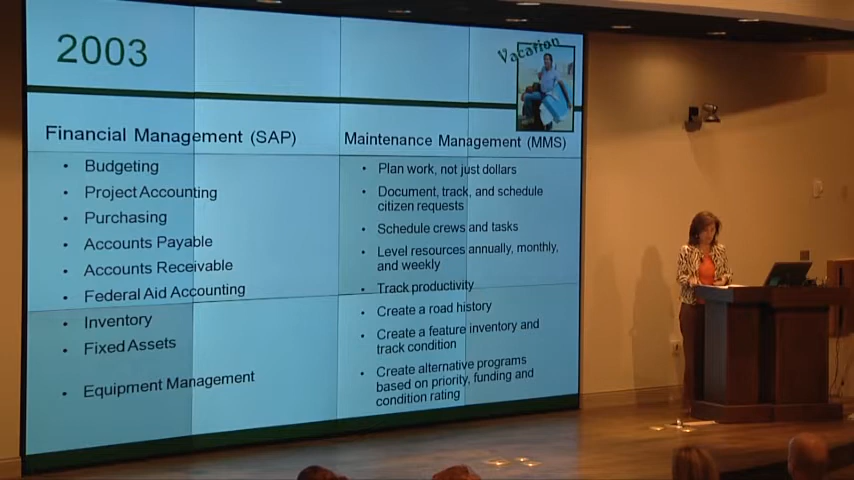 2003
Vacation
Financial Management (SAP)
• Budgeting
• Project Accounting
• Purchasing
• Accounts Payable
• Accounts Receivable
• Federal Aid Accounting
• Inventory
• Fixed Assets
• Equipment Management
Maintenance Management (MMS)
• Plan work, not just dollars
• Document, track, and schedule
citizen requests
• Schedule crews and tasks
• Level resources annually, monthly,
and weekly
• Track productivity
• Create a road history
• Create a feature inventory and
track condition
• Create alternative programs
based on priority, funding and
condition rating